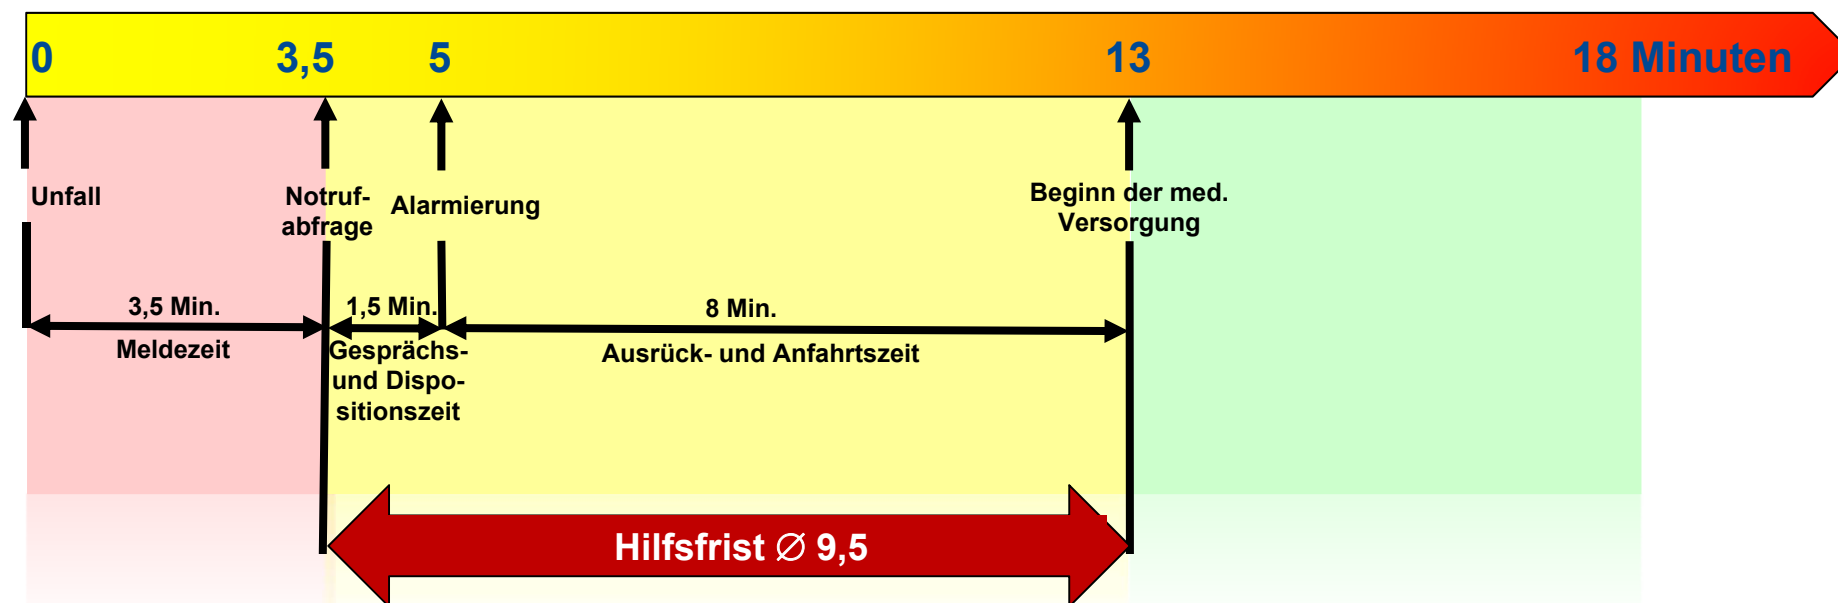 0 3,5 5 13 18 Minuten
Unfall
Notruf-
abfrage
Alarmierung
Beginn der med.
Versorgung
3,5 Min.
Meldezeit
1,5 Min.
Gesprächs-
und Dispo-
sitionszeit
8 Min.
Ausrück- und Anfahrtszeit
Hilfsfrist ∅ 9,5